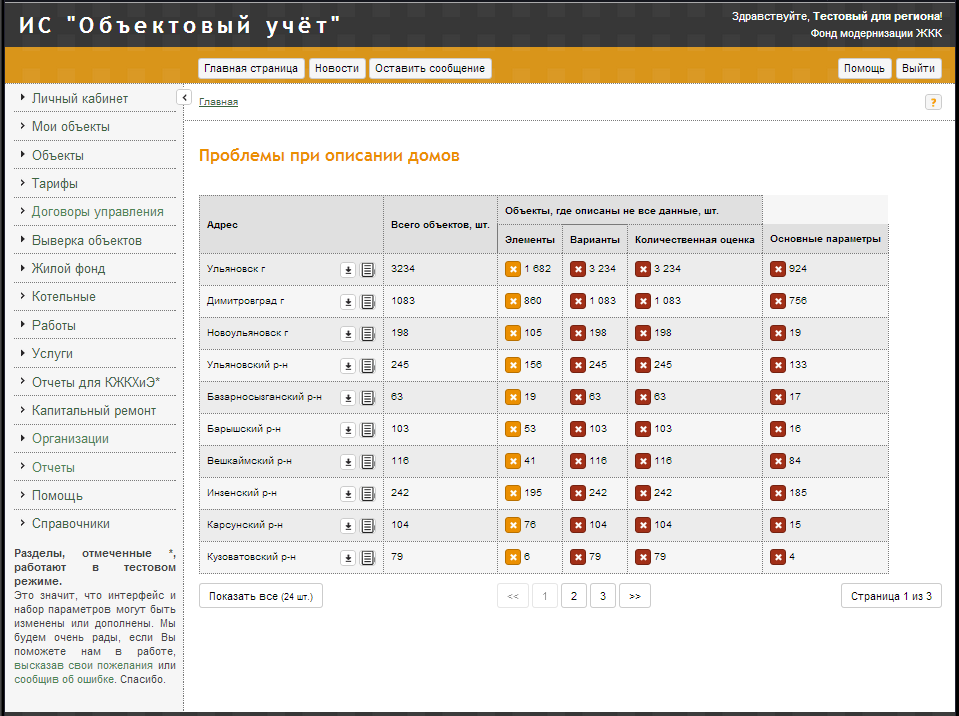 ИС "Объектовый учёт"
Здравствуйте, Тестовый для региона!
Фонд модернизации ЖКК
Главная страница Новости Оставить сообщение Помощь Выйти
Личный кабинет
Мои объекты
Объекты
Тарифы
Договоры управления
Выверка объектов
Жилой фонд
Котельные
Работы
Услуги
Отчеты для КЖКХиЭ*
Капитальный ремонт
Организации
Отчеты
Помощь
Справочники
Разделы, отмеченные *,
работают в тестовом
режиме.
Это значит, что интерфейс и
набор параметров могут быть
изменены или дополнены. Мы
будем очень рады, если Вы
поможете нам в работе,
высказав свои пожелания или
сообщив об ошибке. Спасибо.
<
Главная ?
Проблемы при описании домов
Адрес Всего объектов, шт. Объекты, где описаны не все данные, шт.
Элементы Варианты Количественная оценка Основные параметры
Ульяновск г 3234 1 682 3 234 3 234 924
Димитровград г 1083 860 1 083 1 083 756
Новоульяновск г 198 105 198 198 19
Ульяновский р-н 245 156 245 245 133
Базарносызганский р-н 63 19 63 63 17
Барышский р-н 103 53 103 103 16
Вешкаймский р-н 116 41 116 116 84
Инзенский р-н 242 195 242 242 185
Карсунский р-н 104 76 104 104 15
Кузоватовский р-н 79 6 79 79 4
Показать все (24 шт.) << 1 2 3 >> Страница 1 из 3